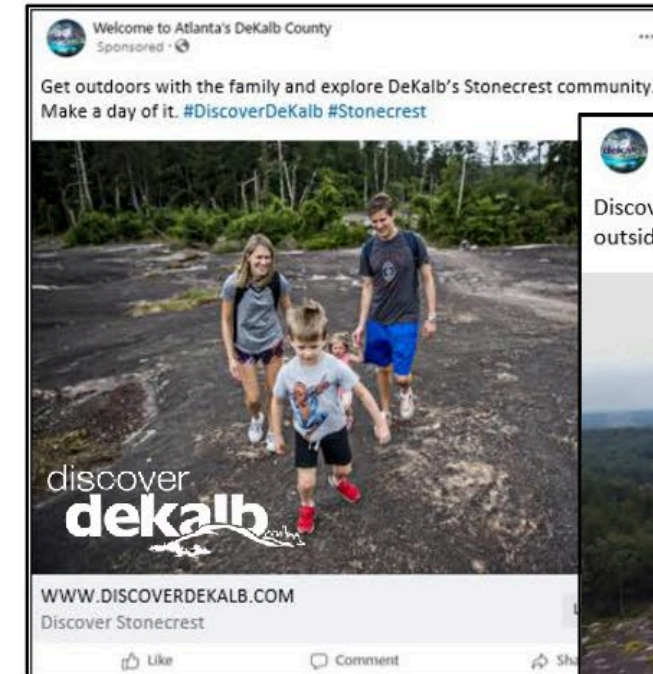 Welcome to Atlanta's DeKalb County
Sponsored
Get outdoors with the family and explore DeKalb's Stonecrest community.
Make a day of it. #DiscoverDeKalb #Stonecrest
dekalb
Discov
outsid
discover
dekalb
WWW.DISCOVERDEKALB.COM
Discover Stonecrest
Like
Comment
Sha